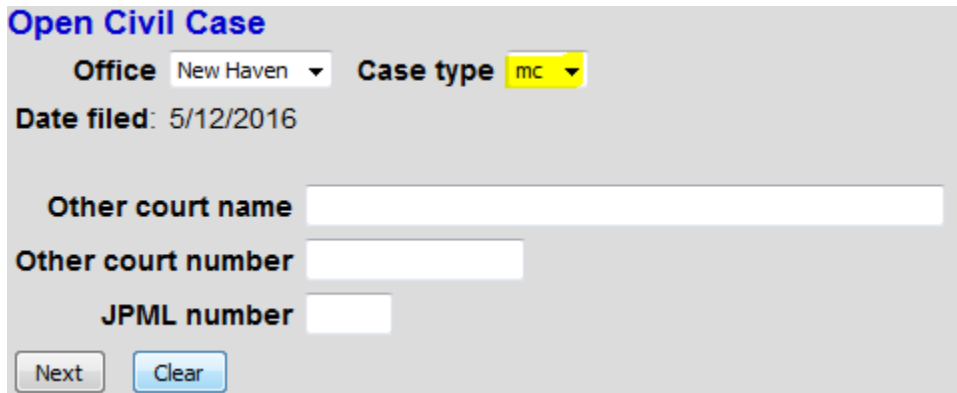 Open Civil Case
Office New Haven Case type mc
Date filed: 5/12/2016
Other court name
Other court number
JPML number
Next Clear